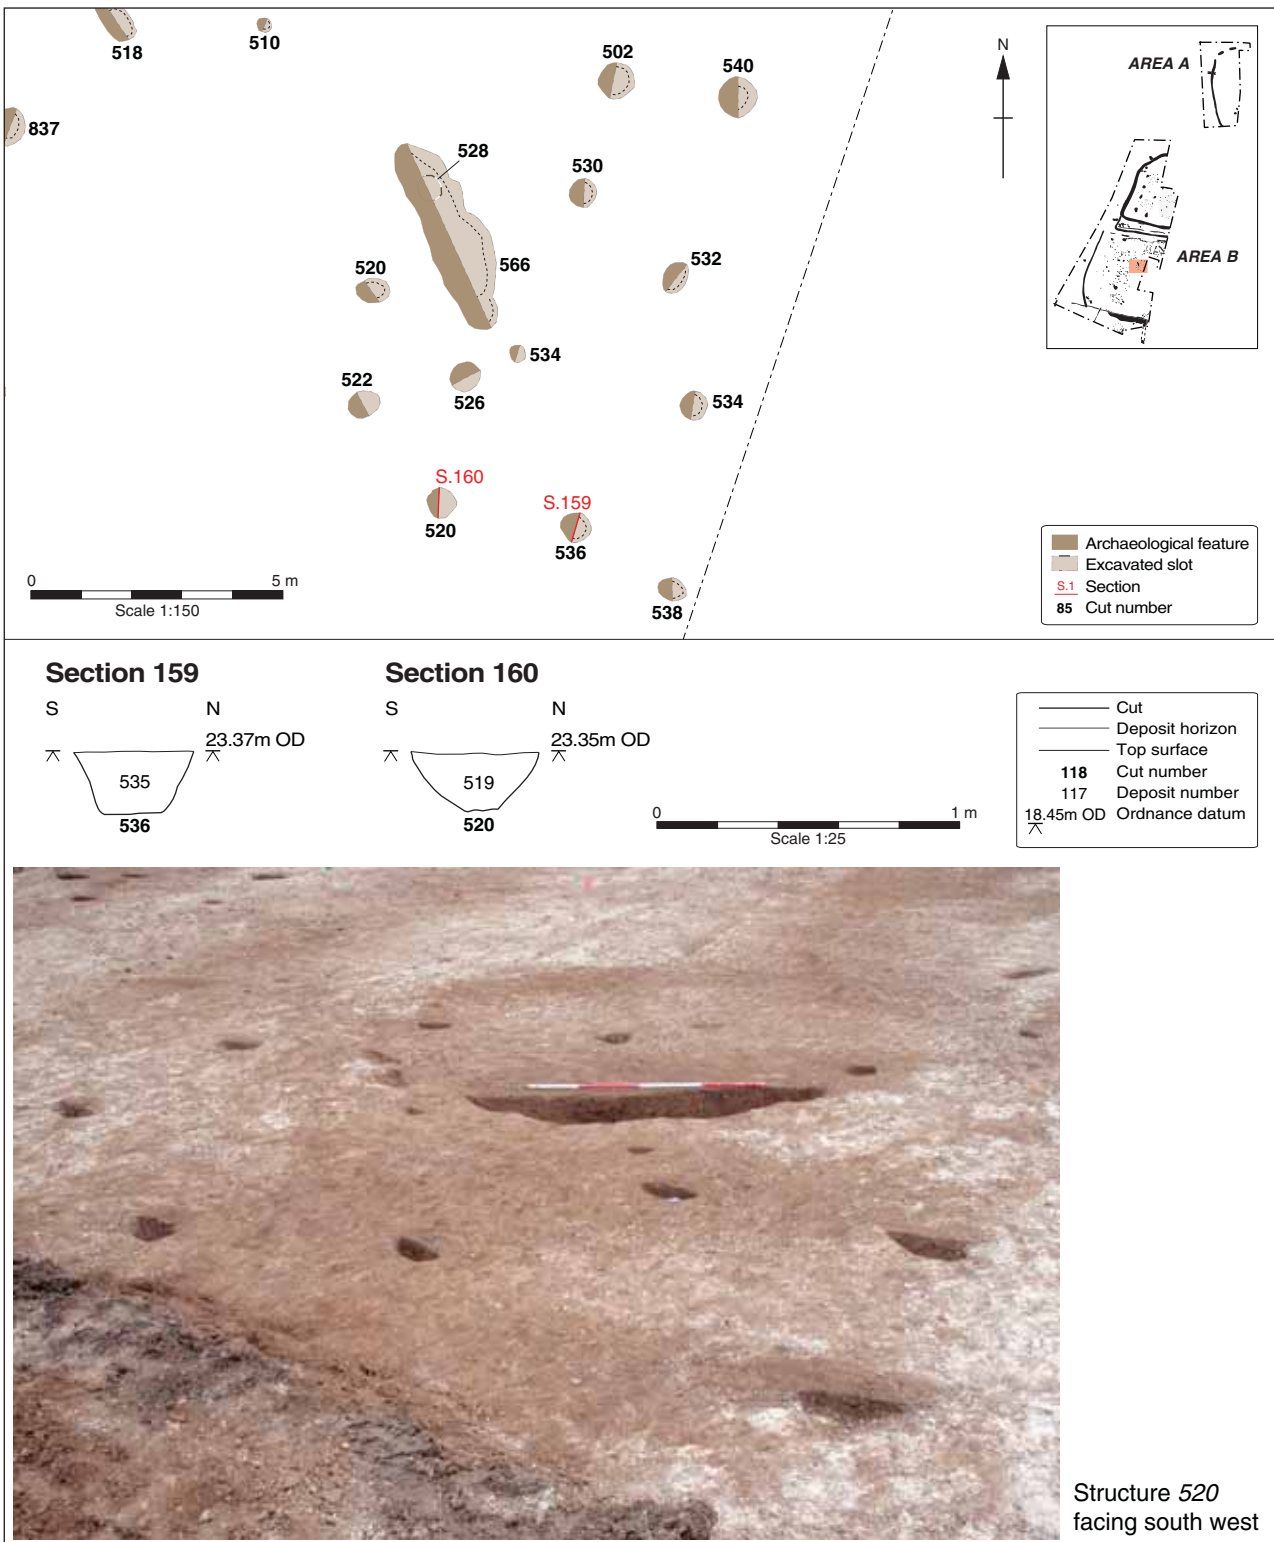 518
510
502
540
N
AREA A
837
528
530
566
532
AREA B
520
534
522
526
534
S.160
S.159
520
536
538
0 5 m
Scale 1:150
Archaeological feature
Excavated slot
S.1 Section
85 Cut number
Section 159
S N
23.37m OD
535
536
Section 160
S N
23.35m OD
519
520
0 1 m
Scale 1:25
Cut
Deposit horizon
Top surface
118 Cut number
117 Deposit number
18.45m OD Ordnance datum
Structure 520
facing south west